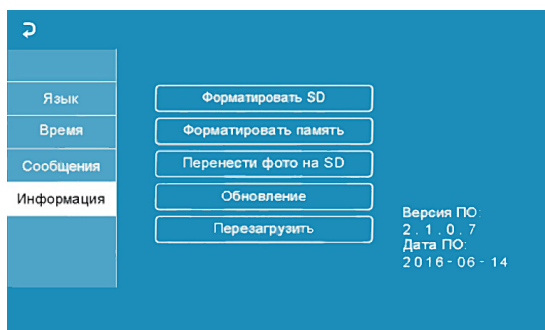 Язык
Время
Сообщения
Информация
Форматировать SD
Форматировать память
Перенести фото на SD
Обновление
Перезагрузить
Версия ПО:
2.1.0.7
Дата ПО:
2016-06-14